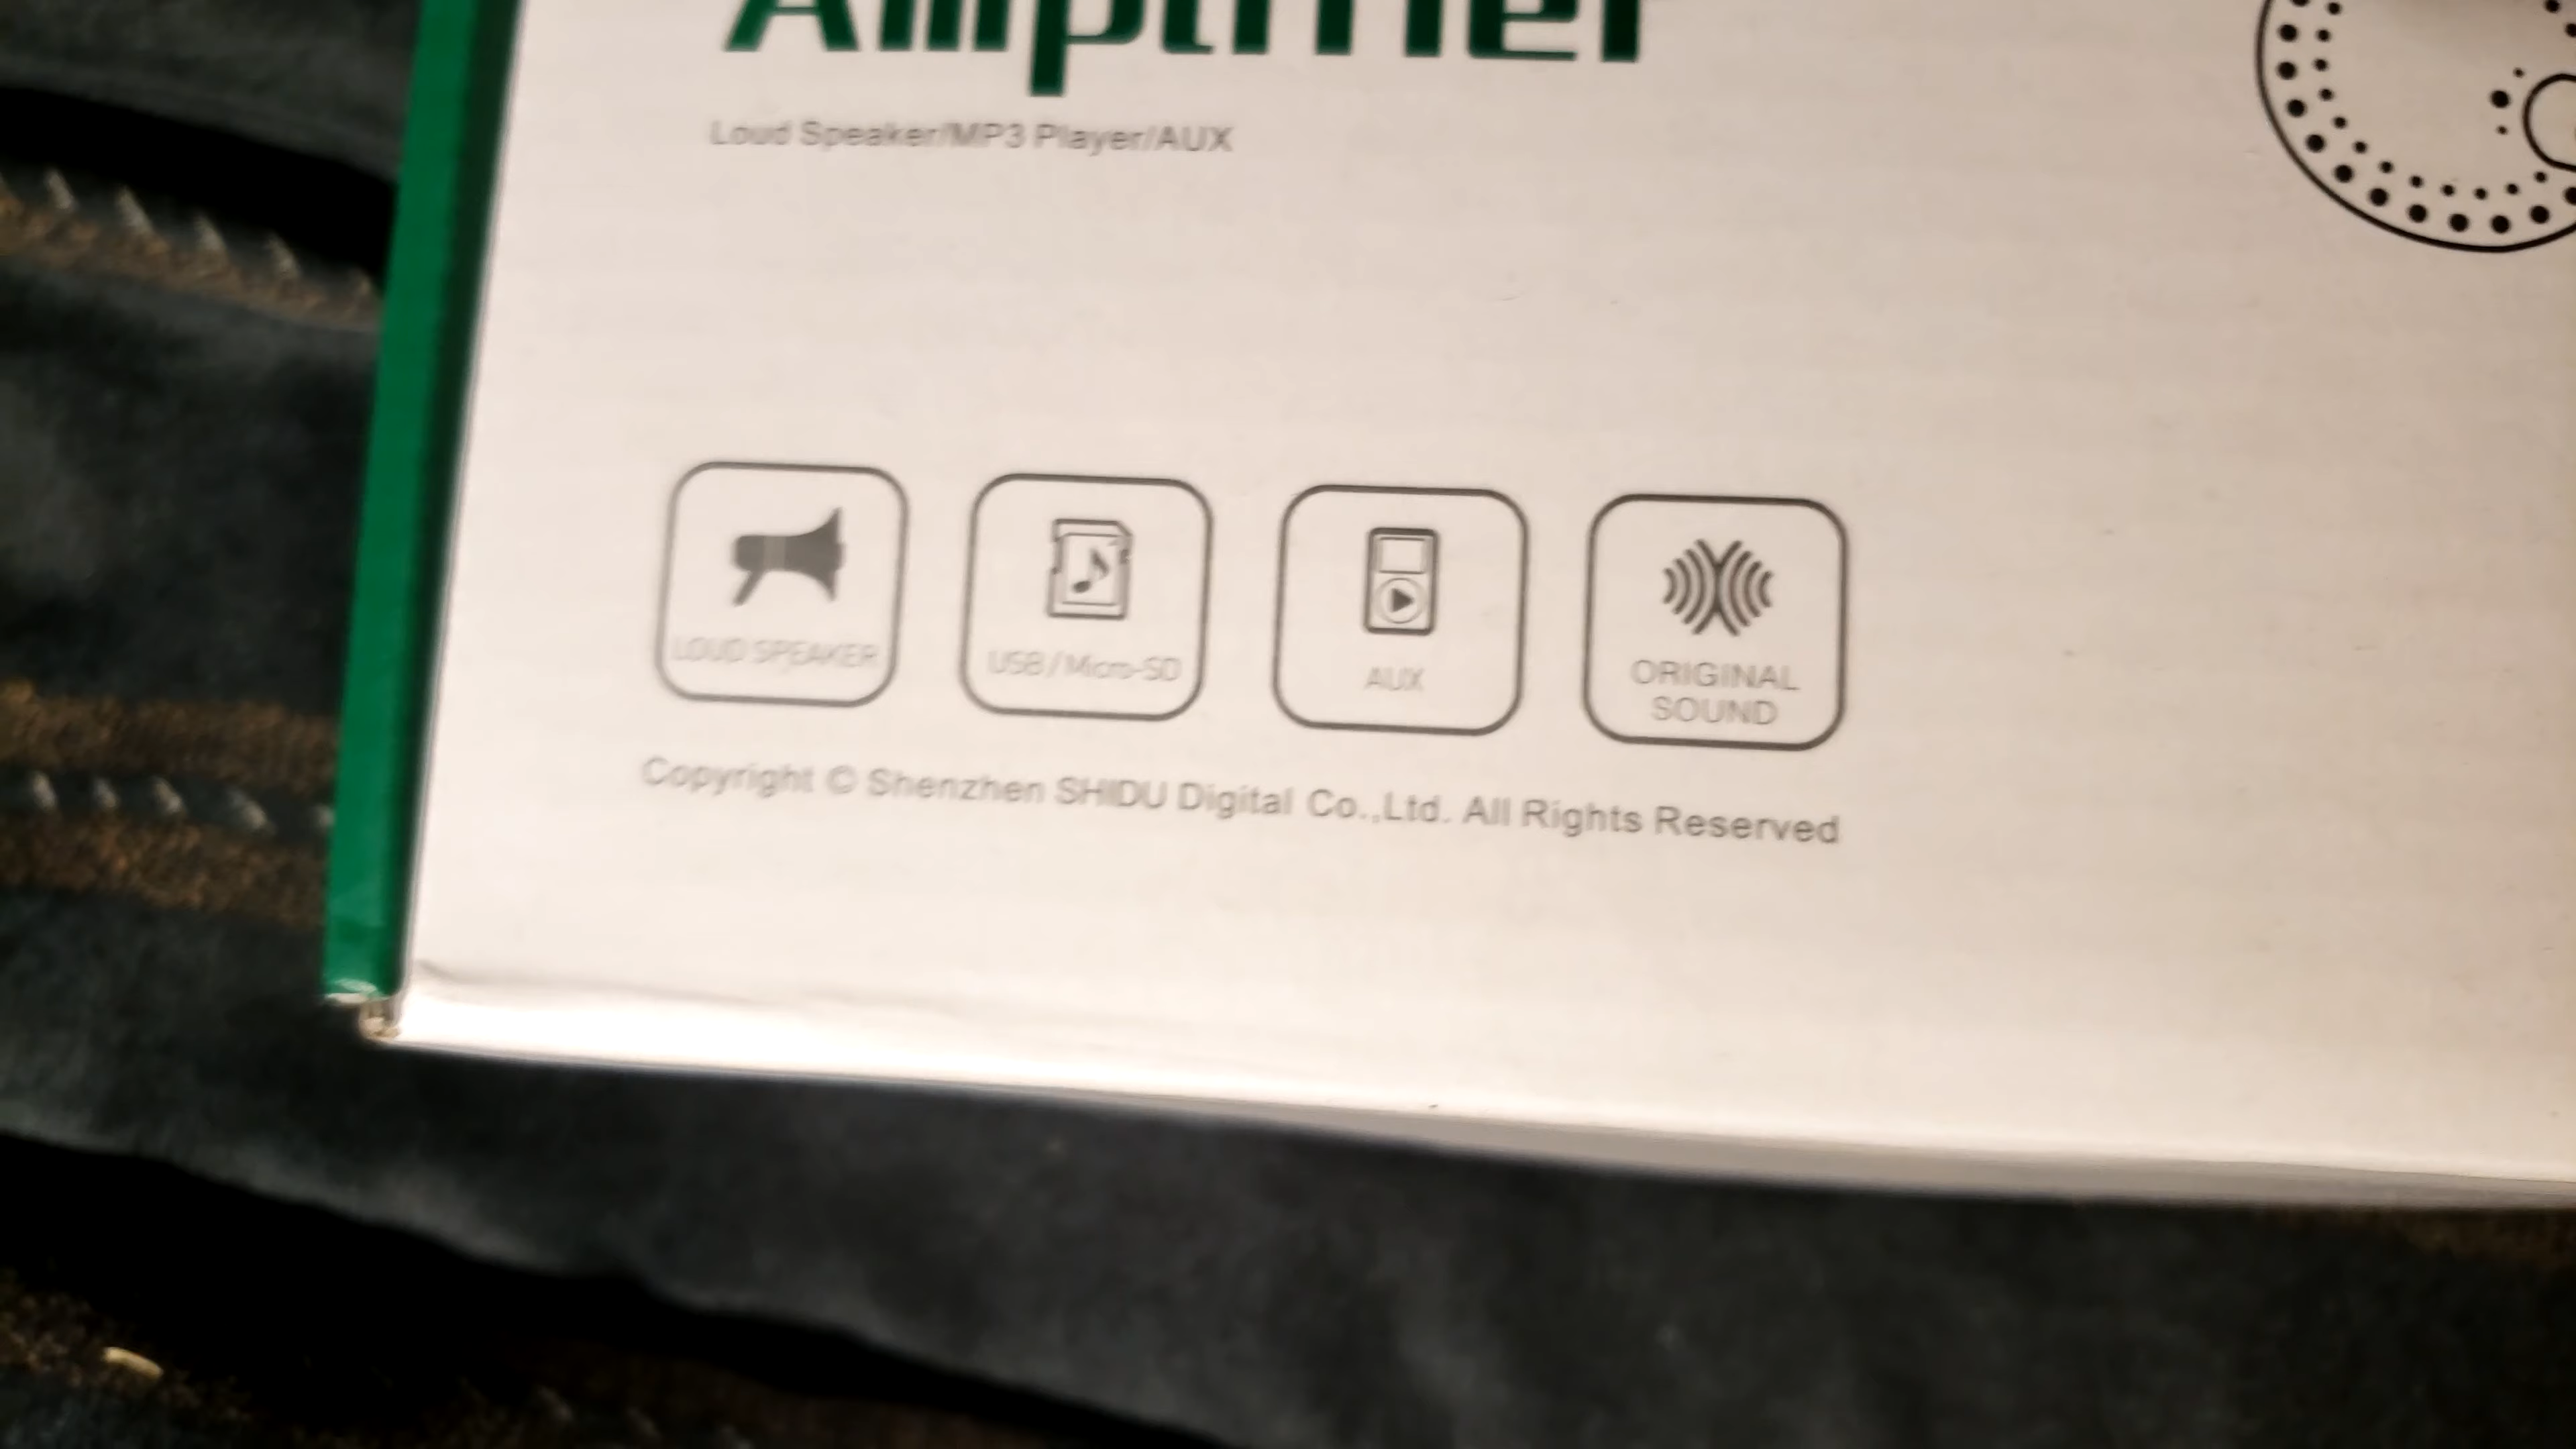 Amplifier
Loud Speaker/MP3 Player/AUX
LOUD SPEAKER
USB/Micro-SD
AUX
ORIGINAL
SOUND
Copyright © Shenzhen SHIDU Digital Co.,Ltd. All Rights Reserved